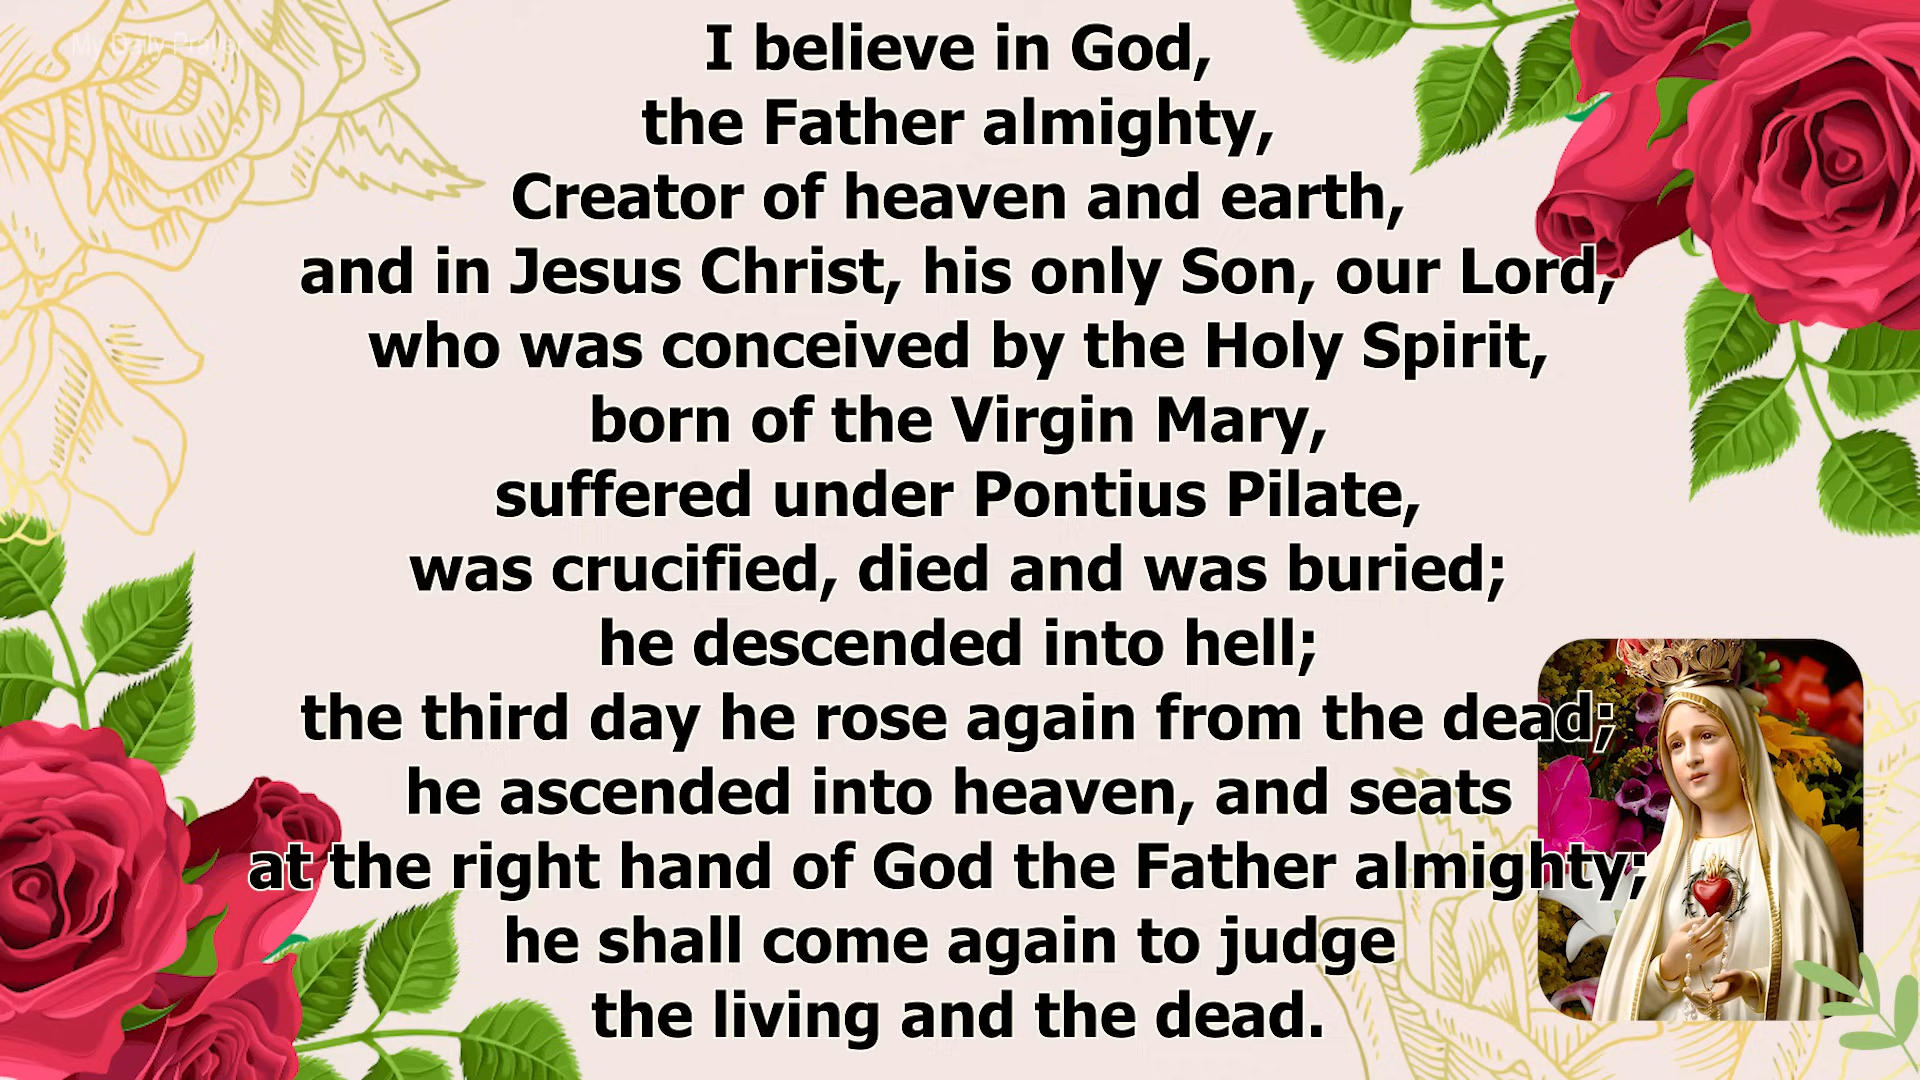 My Daily Prayer
I believe in God,
the Father almighty,
Creator of heaven and earth,
and in Jesus Christ, his only Son, our Lord,
who was conceived by the Holy Spirit,
born of the Virgin Mary,
suffered under Pontius Pilate,
was crucified, died and was buried;
he descended into hell;
the third day he rose again from the dead;
he ascended into heaven, and seats
at the right hand of God the Father almighty;
he shall come again to judge
the living and the dead.